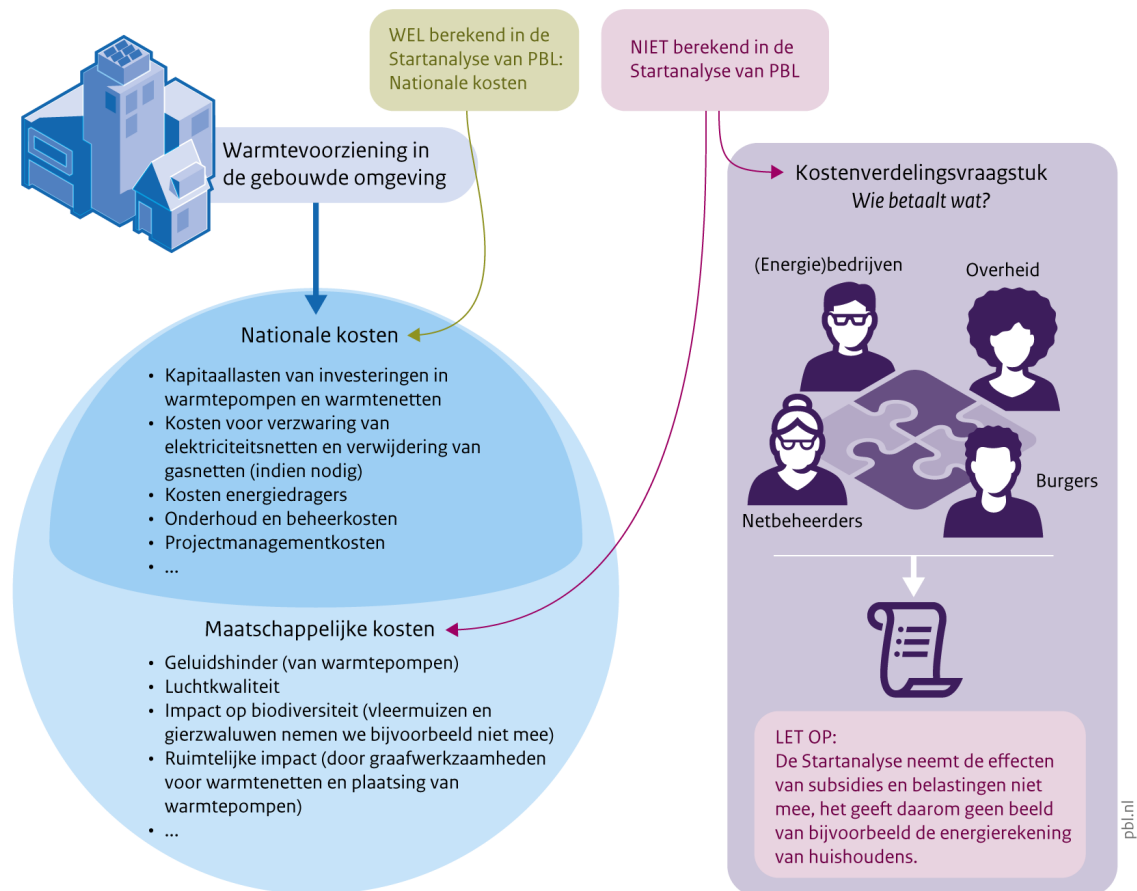 WEL berekend in de
Startanalyse van PBL:
Nationale kosten
NIET berekend in de
Startanalyse van PBL
Warmtevoorziening in
de gebouwde omgeving
Nationale kosten
• Kapitaallasten van investeringen in
warmtepompen en warmtenetten
• Kosten voor verzwaring van
elektriciteitsnetten en verwijdering van
gasnetten (indien nodig)
• Kosten energiedragers
• Onderhoud en beheerkosten
• Projectmanagementkosten
• ...
Maatschappelijke kosten
• Geluidshinder (van warmtepompen)
• Luchtkwaliteit
• Impact op biodiversiteit (vleermuizen en
gierzwaluwen nemen we bijvoorbeeld niet mee)
• Ruimtelijke impact (door graafwerkzaamheden
voor warmtenetten en plaatsing van
warmtepompen)
• ...
Kostenverdelingsvraagstuk
Wie betaalt wat?
(Energie)bedrijven
Overheid
Netbeheerders
Burgers
LET OP:
De Startanalyse neemt de effecten
van subsidies en belastingen niet
mee, het geeft daarom geen beeld
van bijvoorbeeld de energierekening
van huishoudens.
pbl.nl